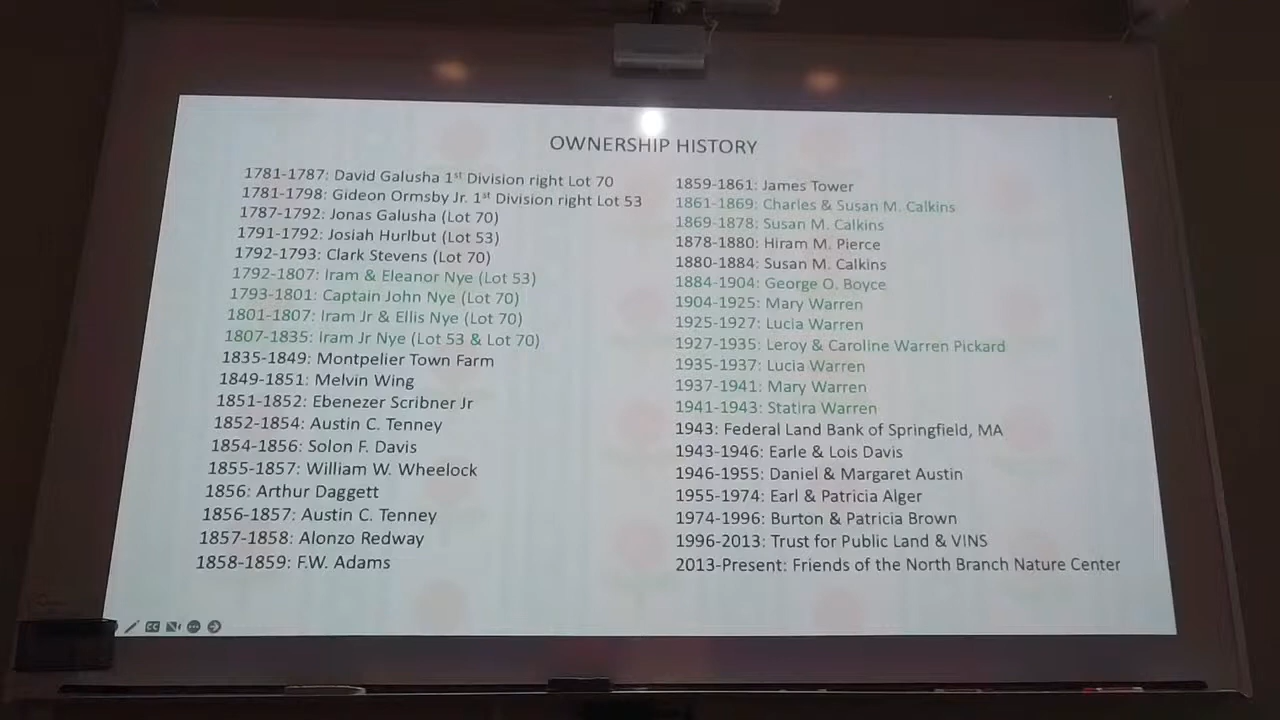 OWNERSHIP HISTORY
1781-1787: David Galusha 1st Division right Lot 70
1781-1798: Gideon Ormsby Jr. 1st Division right Lot 53
1787-1792: Jonas Galusha (Lot 70)
1791-1792: Josiah Hurlbut (Lot 53)
1792-1793: Clark Stevens (Lot 70)
1792-1807: Iram & Eleanor Nye (Lot 53)
1793-1801: Captain John Nye (Lot 70)
1801-1807: Iram Jr & Ellis Nye (Lot 70)
1807-1835: Iram Jr Nye (Lot 53 & Lot 70)
1835-1849: Montpelier Town Farm
1849-1851: Melvin Wing
1851-1852: Ebenezer Scribner Jr
1852-1854: Austin C. Tenney
1854-1856: Solon F. Davis
1855-1857: William W. Wheelock
1856: Arthur Daggett
1856-1857: Austin C. Tenney
1857-1858: Alonzo Redway
1858-1859: F.W. Adams
1859-1861: James Tower
1861-1869: Charles & Susan M. Calkins
1869-1878: Susan M. Calkins
1878-1880: Hiram M. Pierce
1880-1884: Susan M. Calkins
1884-1904: George O. Boyce
1904-1925: Mary Warren
1925-1927: Lucia Warren
1927-1935: Leroy & Caroline Warren Pickard
1935-1937: Lucia Warren
1937-1941: Mary Warren
1941-1943: Statira Warren
1943: Federal Land Bank of Springfield, MA
1943-1946: Earle & Lois Davis
1946-1955: Daniel & Margaret Austin
1955-1974: Earl & Patricia Alger
1974-1996: Burton & Patricia Brown
1996-2013: Trust for Public Land & VINS
2013-Present: Friends of the North Branch Nature Center
CC